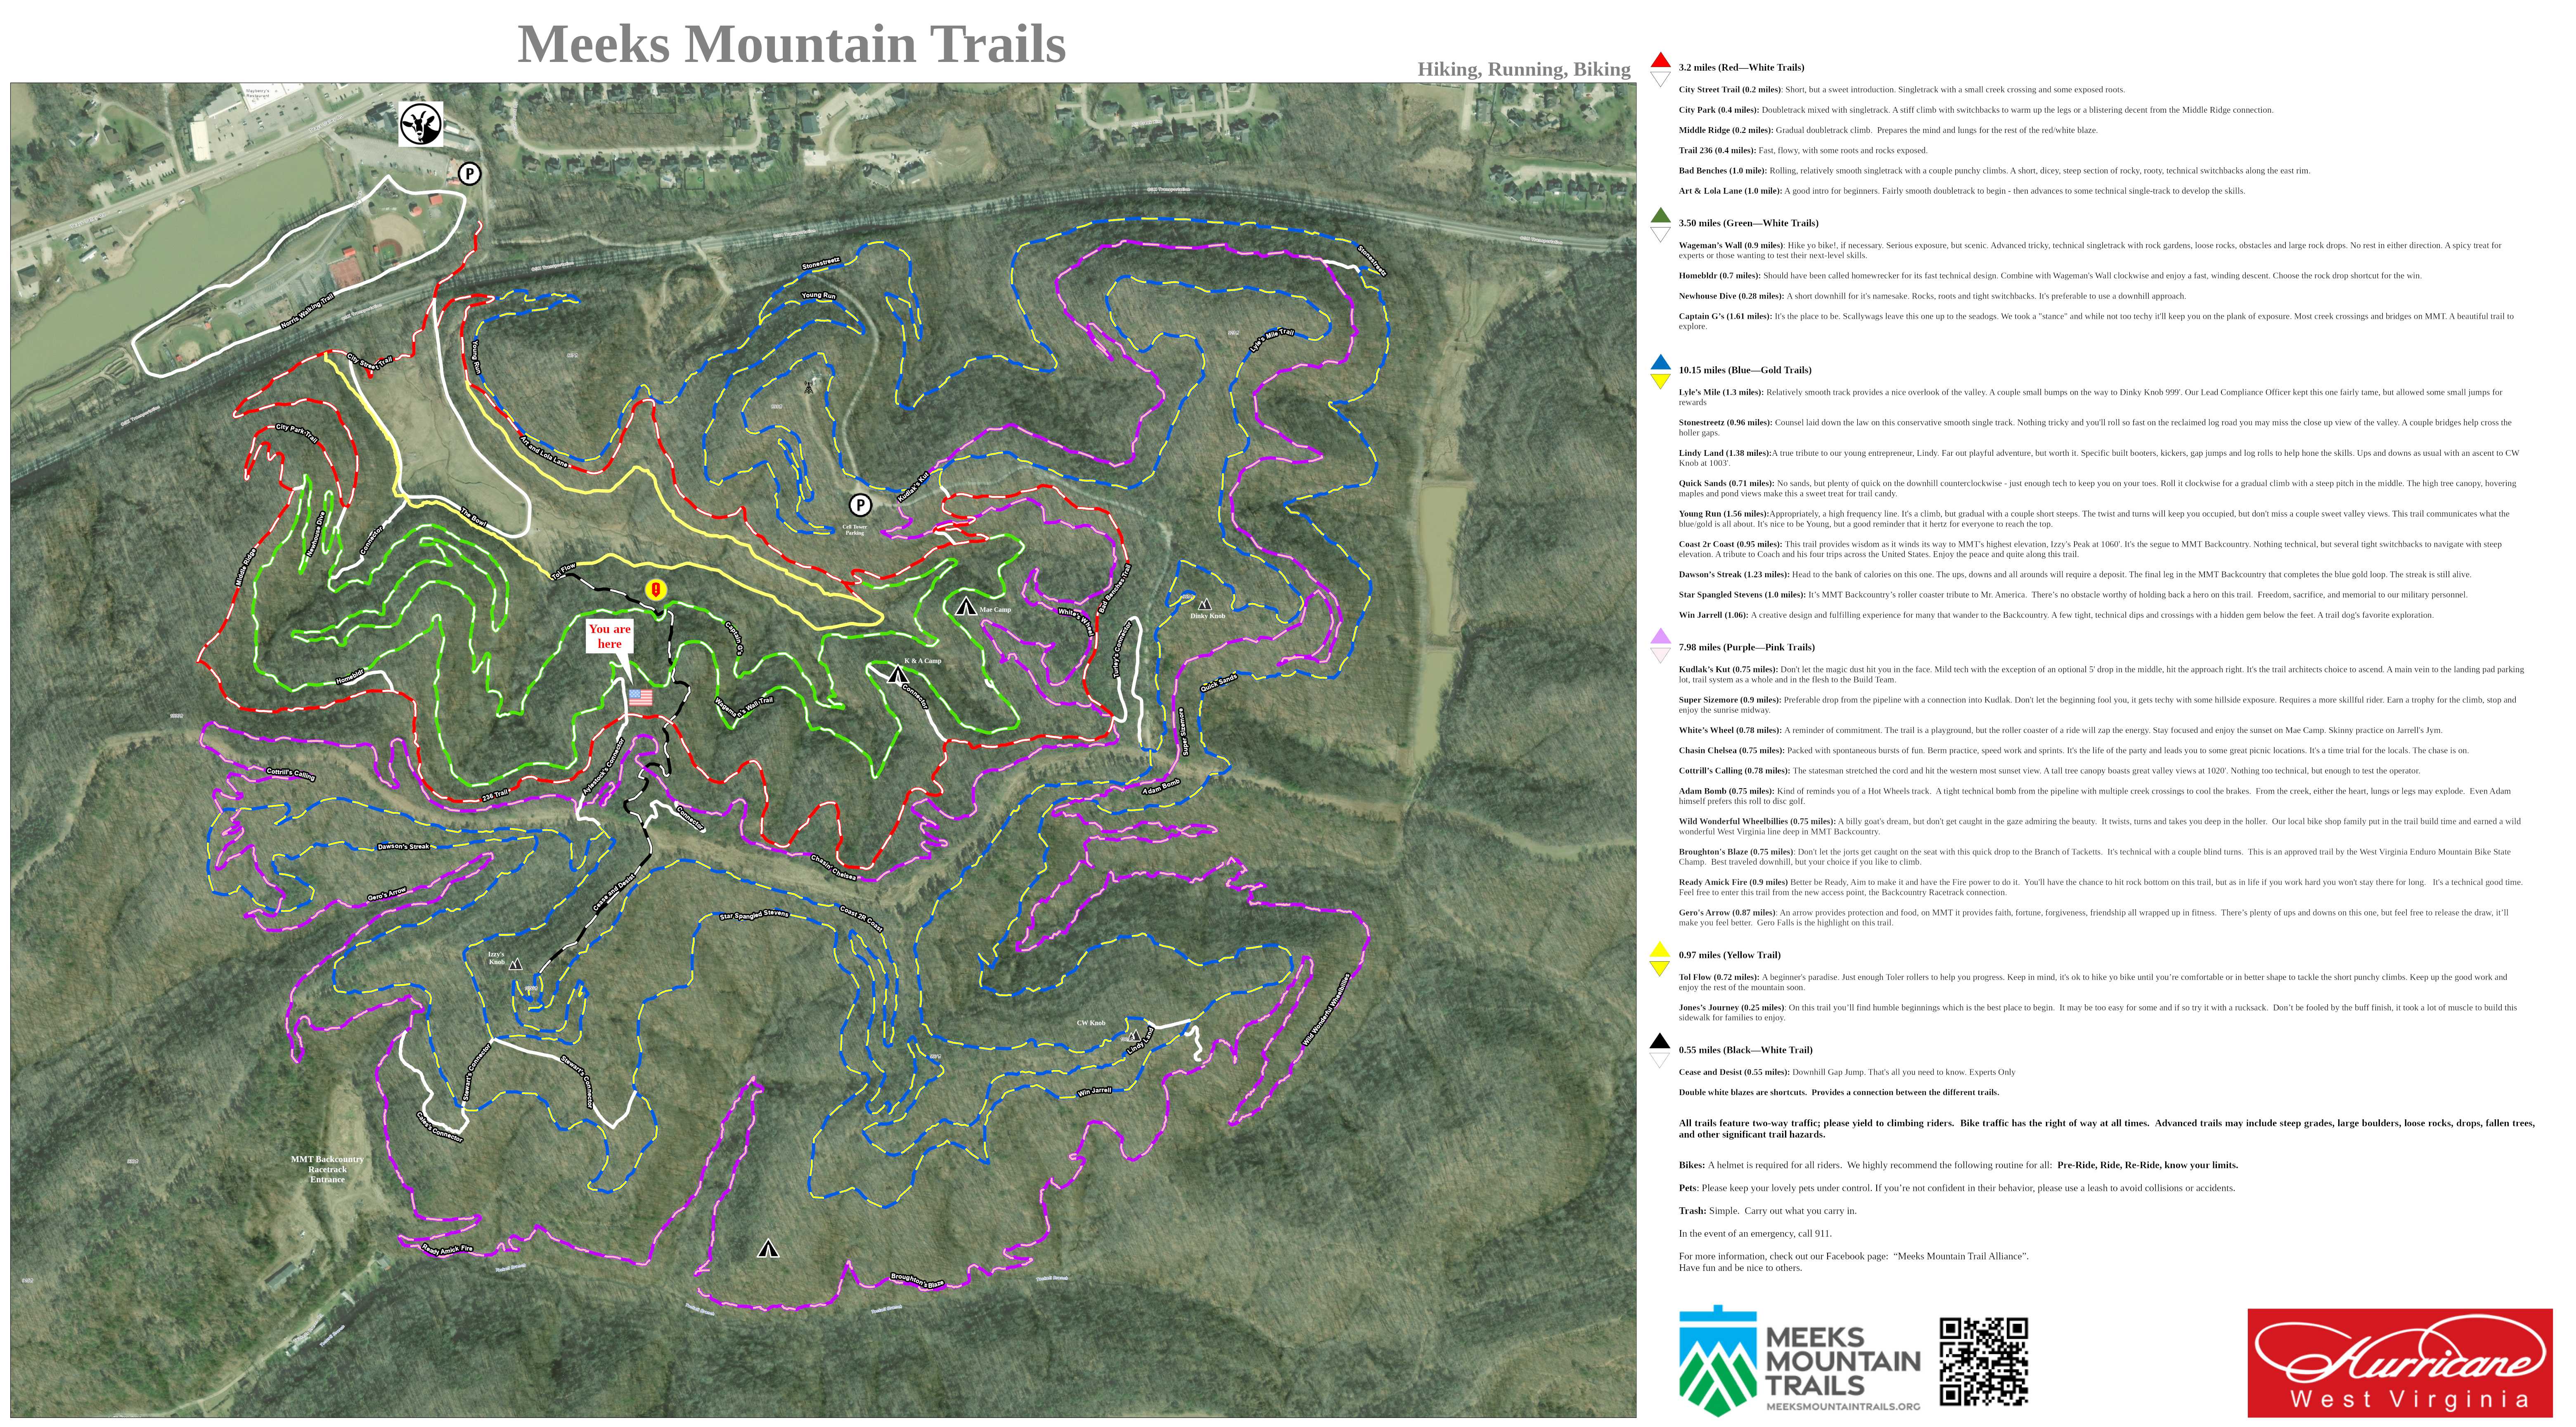 Meeks Mountain Trails
Hiking, Running, Biking
Norris Walking Trail
City Street Trail
City Park Trail
Young Run
Stonestreetz
Young Run
Stonestreetz
Lyle's Mile Trail
Art and Lola Lane
Kudlak's Kut
P
P
Cell Tower
Parking
The Bowl
Newhouse Dive
Connector
Middle Ridge
Tol Flow
Mae Camp
White's Wheel
Bad Benches Trail
Dinky Knob
You are
here
Captain G's
K & A Camp
Connector
Turley's Connector
Homebldr
Wageman's Wall Trail
Quick Sands
Super Sizemore
Cottrill's Calling
236 Trail
Connector
Adam Bomb
Dawson's Streak
Chasin' Chelsea
Gero's Arrow
Cease and Desist
Star Spangled Stevens
Coast 2R Coast
Izzy's
Knob
CW Knob
Lindy Land
Wild Wonderful Wheelbillies
Win Jarrell
Stewart's Connector
Stewart's Connector
MMT Backcountry
Racetrack
Entrance
Ready Amick Fire
Broughton's Blaze
3.2 miles (Red—White Trails)
City Street Trail (0.2 miles): Short, but a sweet introduction. Singletrack with a small creek crossing and some exposed roots.
City Park (0.4 miles): Doubletrack mixed with singletrack. A stiff climb with switchbacks to warm up the legs or a blistering decent from the Middle Ridge connection.
Middle Ridge (0.2 miles): Gradual doubletrack climb. Prepares the mind and lungs for the rest of the red/white blaze.
Trail 236 (0.4 miles): Fast, flowy, with some roots and rocks exposed.
Bad Benches (1.0 mile): Rolling, relatively smooth singletrack with a couple punchy climbs. A short, dicey, steep section of rocky, rooty, technical switchbacks along the east rim.
Art & Lola Lane (1.0 mile): A good intro for beginners. Fairly smooth doubletrack to begin - then advances to some technical single-track to develop the skills.
3.50 miles (Green—White Trails)
Wageman's Wall (0.9 miles): Hike yo bike!, if necessary. Serious exposure, but scenic. Advanced tricky, technical singletrack with rock gardens, loose rocks, obstacles and large rock drops. No rest in either direction. A spicy treat for
experts or those wanting to test their next-level skills.
Homebldr (0.7 miles): Should have been called homewrecker for its fast technical design. Combine with Wageman's Wall clockwise and enjoy a fast, winding descent. Choose the rock drop shortcut for the win.
Newhouse Dive (0.28 miles): A short downhill for it's namesake. Rocks, roots and tight switchbacks. It's preferable to use a downhill approach.
Captain G's (1.61 miles): It's the place to be. Scallywags leave this one up to the seadogs. We took a "stance" and while not too techy it'll keep you on the plank of exposure. Most creek crossings and bridges on MMT. A beautiful trail to
explore.
10.15 miles (Blue—Gold Trails)
Lyle's Mile (1.3 miles): Relatively smooth track provides a nice overlook of the valley. A couple small bumps on the way to Dinky Knob 999'. Our Lead Compliance Officer kept this one fairly tame, but allowed some small jumps for
rewards
Stonestreetz (0.96 miles): Counsel laid down the law on this conservative smooth single track. Nothing tricky and you'll roll so fast on the reclaimed log road you may miss the close up view of the valley. A couple bridges help cross the
holler gaps.
Lindy Land (1.38 miles):A true tribute to our young entrepreneur, Lindy. Far out playful adventure, but worth it. Specific built booters, kickers, gap jumps and log rolls to help hone the skills. Ups and downs as usual with an ascent to CW
Knob at 1003'.
Quick Sands (0.71 miles): No sands, but plenty of quick on the downhill counterclockwise - just enough tech to keep you on your toes. Roll it clockwise for a gradual climb with a steep pitch in the middle. The high tree canopy, hovering
maples and pond views make this a sweet treat for trail candy.
Young Run (1.56 miles):Appropriately, a high frequency line. It's a climb, but gradual with a couple short steeps. The twist and turns will keep you occupied, but don't miss a couple sweet valley views. This trail communicates what the
blue/gold is all about. It's nice to be Young, but a good reminder that it hertz for everyone to reach the top.
Coast 2r Coast (0.95 miles): This trail provides wisdom as it winds its way to MMT's highest elevation, Izzy's Peak at 1060'. It's the segue to MMT Backcountry. Nothing technical, but several tight switchbacks to navigate with steep
elevation. A tribute to Coach and his four trips across the United States. Enjoy the peace and quite along this trail.
Dawson's Streak (1.23 miles): Head to the bank of calories on this one. The ups, downs and all arounds will require a deposit. The final leg in the MMT Backcountry that completes the blue gold loop. The streak is still alive.
Star Spangled Stevens (1.0 miles): It's MMT Backcountry's roller coaster tribute to Mr. America. There's no obstacle worthy of holding back a hero on this trail. Freedom, sacrifice, and memorial to our military personnel.
Win Jarrell (1.06): A creative design and fulfilling experience for many that wander to the Backcountry. A few tight, technical dips and crossings with a hidden gem below the feet. A trail dog's favorite exploration.
7.98 miles (Purple—Pink Trails)
Kudlak's Kut (0.75 miles): Don't let the magic dust hit you in the face. Mild tech with the exception of an optional 5' drop in the middle, hit the approach right. It's the trail architects choice to ascend. A main vein to the landing pad parking
lot, trail system as a whole and in the flesh to the Build Team.
Super Sizemore (0.9 miles): Preferable drop from the pipeline with a connection into Kudlak. Don't let the beginning fool you, it gets techy with some hillside exposure. Requires a more skillful rider. Earn a trophy for the climb, stop and
enjoy the sunrise midway.
White's Wheel (0.78 miles): A reminder of commitment. The trail is a playground, but the roller coaster of a ride will zap the energy. Stay focused and enjoy the sunset on Mae Camp. Skinny practice on Jarrell's Jym.
Chasin Chelsea (0.75 miles): Packed with spontaneous bursts of fun. Berm practice, speed work and sprints. It's the life of the party and leads you to some great picnic locations. It's a time trial for the locals. The chase is on.
Cottrill's Calling (0.78 miles): The statesman stretched the cord and hit the western most sunset view. A tall tree canopy boasts great valley views at 1020'. Nothing too technical, but enough to test the operator.
Adam Bomb (0.75 miles): Kind of reminds you of a Hot Wheels track. A tight technical bomb from the pipeline with multiple creek crossings to cool the brakes. From the creek, either the heart, lungs or legs may explode. Even Adam
himself prefers this roll to disc golf.
Wild Wonderful Wheelbillies (0.75 miles): A billy goat's dream, but don't get caught in the gaze admiring the beauty. It twists, turns and takes you deep in the holler. Our local bike shop family put in the trail build time and earned a wild
wonderful West Virginia line deep in MMT Backcountry.
Broughton's Blaze (0.75 miles): Don't let the jorts get caught on the seat with this quick drop to the Branch of Tacketts. It's technical with a couple blind turns. This is an approved trail by the West Virginia Enduro Mountain Bike State
Champ. Best traveled downhill, but your choice if you like to climb.
Ready Amick Fire (0.9 miles) Better be Ready, Aim to make it and have the Fire power to do it. You'll have the chance to hit rock bottom on this trail, but as in life if you work hard you won't stay there for long. It's a technical good time.
Feel free to enter this trail from the new access point, the Backcountry Racetrack connection.
Gero's Arrow (0.87 miles): An arrow provides protection and food, on MMT it provides faith, fortune, forgiveness, friendship all wrapped up in fitness. There's plenty of ups and downs on this one, but feel free to release the draw, it'll
make you feel better. Gero Falls is the highlight on this trail.
0.97 miles (Yellow Trail)
Tol Flow (0.72 miles): A beginner's paradise. Just enough Toler rollers to help you progress. Keep in mind, it's ok to hike yo bike until you're comfortable or in better shape to tackle the short punchy climbs. Keep up the good work and
enjoy the rest of the mountain soon.
Jones's Journey (0.25 miles): On this trail you'll find humble beginnings which is the best place to begin. It may be too easy for some and if so try it with a rucksack. Don't be fooled by the buff finish, it took a lot of muscle to build this
sidewalk for families to enjoy.
0.55 miles (Black—White Trail)
Cease and Desist (0.55 miles): Downhill Gap Jump. That's all you need to know. Experts Only
Double white blazes are shortcuts. Provides a connection between the different trails.
All trails feature two-way traffic; please yield to climbing riders. Bike traffic has the right of way at all times. Advanced trails may include steep grades, large boulders, loose rocks, drops, fallen trees,
and other significant trail hazards.
Bikes: A helmet is required for all riders. We highly recommend the following routine for all: Pre-Ride, Ride, Re-Ride, know your limits.
Pets: Please keep your lovely pets under control. If you're not confident in their behavior, please use a leash to avoid collisions or accidents.
Trash: Simple. Carry out what you carry in.
In the event of an emergency, call 911.
For more information, check out our Facebook page: “Meeks Mountain Trail Alliance”.
Have fun and be nice to others.
MEEKS
MOUNTAIN
TRAILS
MEEKSMOUNTAINTRAILS.ORG
Hurricane
West Virginia